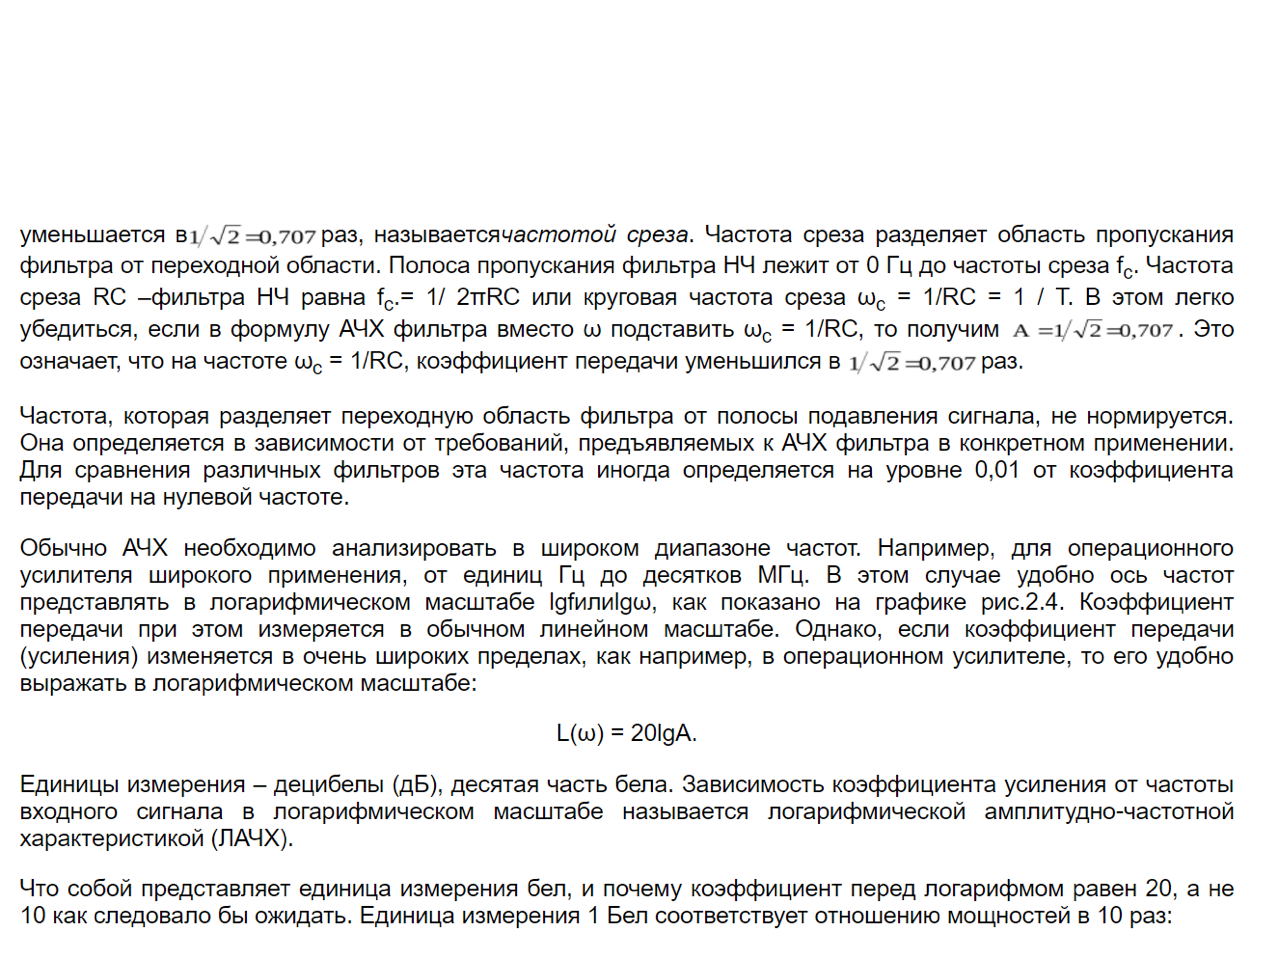 уменьшается в 1/√2=0,707 раз, называетсячастотой среза. Частота среза разделяет область пропускания
фильтра от переходной области. Полоса пропускания фильтра НЧ лежит от 0 Гц до частоты среза fс. Частота
среза RC –фильтра НЧ равна fс.= 1/ 2πRC или круговая частота среза ωс = 1/RC = 1 / T. В этом легко
убедиться, если в формулу АЧХ фильтра вместо ω подставить ωс = 1/RC, то получим A =1/√2=0,707 . Это
означает, что на частоте ωс = 1/RC, коэффициент передачи уменьшился в 1/√2=0,707 раз.
Частота, которая разделяет переходную область фильтра от полосы подавления сигнала, не нормируется.
Она определяется в зависимости от требований, предъявляемых к АЧХ фильтра в конкретном применении.
Для сравнения различных фильтров эта частота иногда определяется на уровне 0,01 от коэффициента
передачи на нулевой частоте.
Обычно АЧХ необходимо анализировать в широком диапазоне частот. Например, для операционного
усилителя широкого применения, от единиц Гц до десятков МГц. В этом случае удобно ось частот
представлять в логарифмическом масштабе lgfилиlgω, как показано на графике рис.2.4. Коэффициент
передачи при этом измеряется в обычном линейном масштабе. Однако, если коэффициент передачи
(усиления) изменяется в очень широких пределах, как например, в операционном усилителе, то его удобно
выражать в логарифмическом масштабе:
L(ω) = 20lgA.
Единицы измерения – децибелы (дБ), десятая часть бела. Зависимость коэффициента усиления от частоты
входного сигнала в логарифмическом масштабе называется логарифмической амплитудно-частотной
характеристикой (ЛАЧХ).
Что собой представляет единица измерения бел, и почему коэффициент перед логарифмом равен 20, а не
10 как следовало бы ожидать. Единица измерения 1 Бел соответствует отношению мощностей в 10 раз: